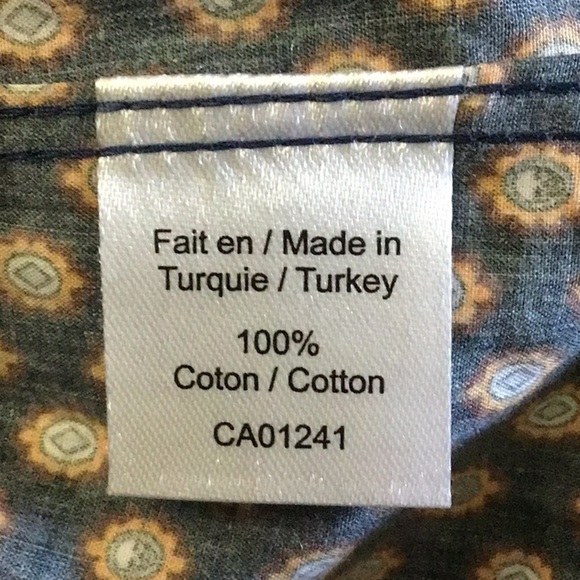 Fait en / Made in
Turquie / Turkey
100%
Coton / Cotton
CA01241